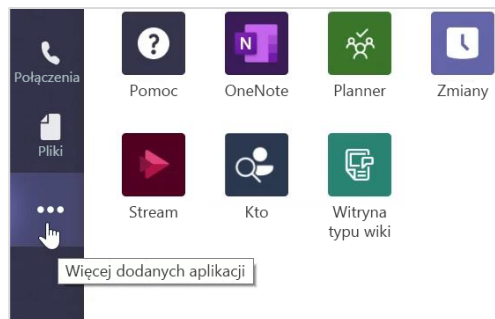 Połączenia
Pliki
Pomoc
OneNote
Planner
Zmiany
Stream
Kto
Witryna
typu wiki
Więcej dodanych aplikacji